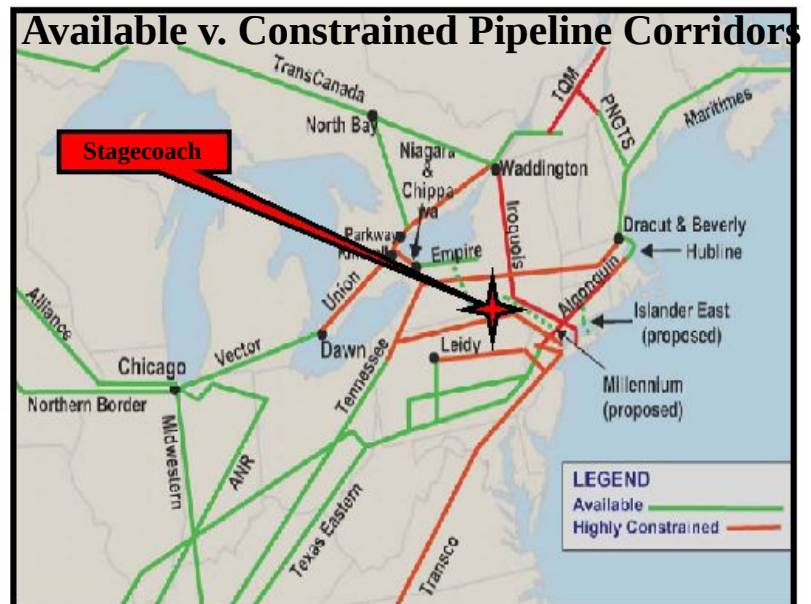 Available v. Constrained Pipeline Corridors
TransCanada
TQM
PNGTS
Maritimes
North Bay
Stagecoach
Niagara
&
Chippa
wa
Waddington
Iroquois
Dracut & Beverly
Hubline
Parkway
Empire
Algonquin
Islander East
(proposed)
Union
Alliance
Vector
Dawn
Leidy
Chicago
Tennessee
Millennium
(proposed)
Northern Border
Midwestern
ANR
Texas Eastern
Transco
LEGEND
Available
Highly Constrained